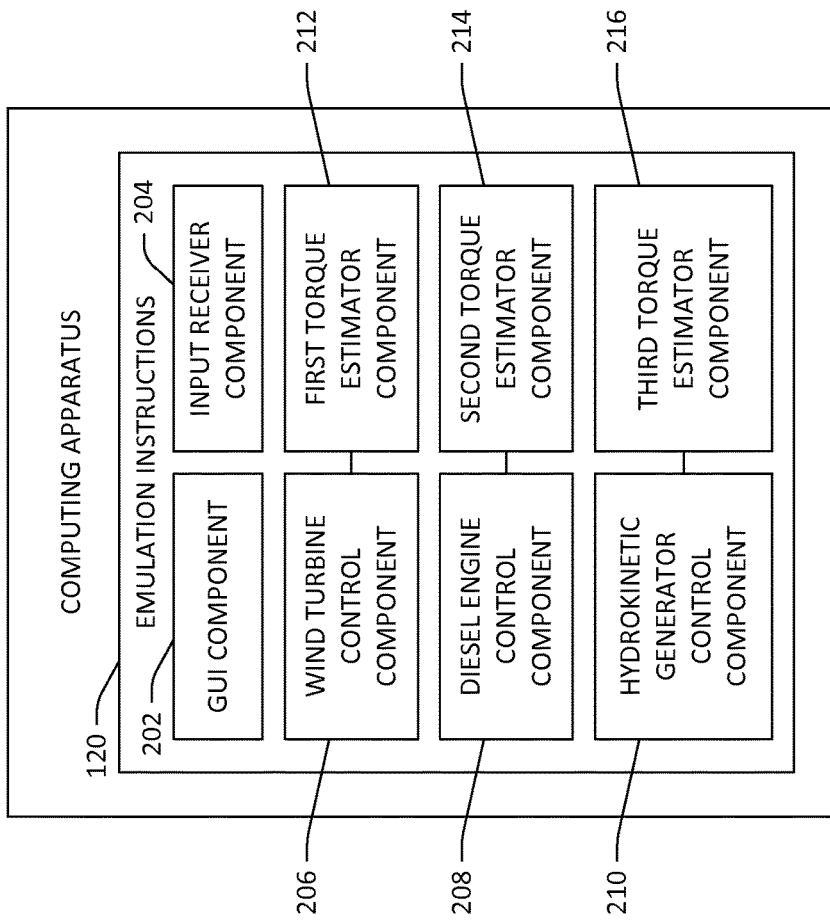 COMPUTING APPARATUS
120
EMULATION INSTRUCTIONS
202
204
GUI COMPONENT
INPUT RECEIVER
COMPONENT
WIND TURBINE
CONTROL
COMPONENT
206
FIRST TORQUE
ESTIMATOR
COMPONENT
212
DIESEL ENGINE
CONTROL
COMPONENT
208
SECOND TORQUE
ESTIMATOR
COMPONENT
214
HYDROKINETIC
GENERATOR
CONTROL
COMPONENT
210
THIRD TORQUE
ESTIMATOR
COMPONENT
216